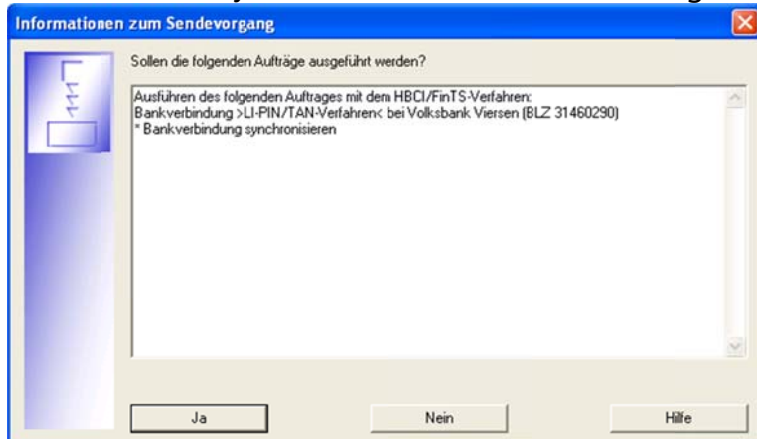 Informationen zum Sendevorgang
Sollen die folgenden Aufträge ausgeführt werden?
Ausführen des folgenden Auftrages mit dem HBCI/FinTS-Verfahren:
Bankverbindung >LI-PIN/TAN-Verfahren< bei Volksbank Viersen (BLZ 31460290)
* Bankverbindung synchronisieren
Ja Nein Hilfe